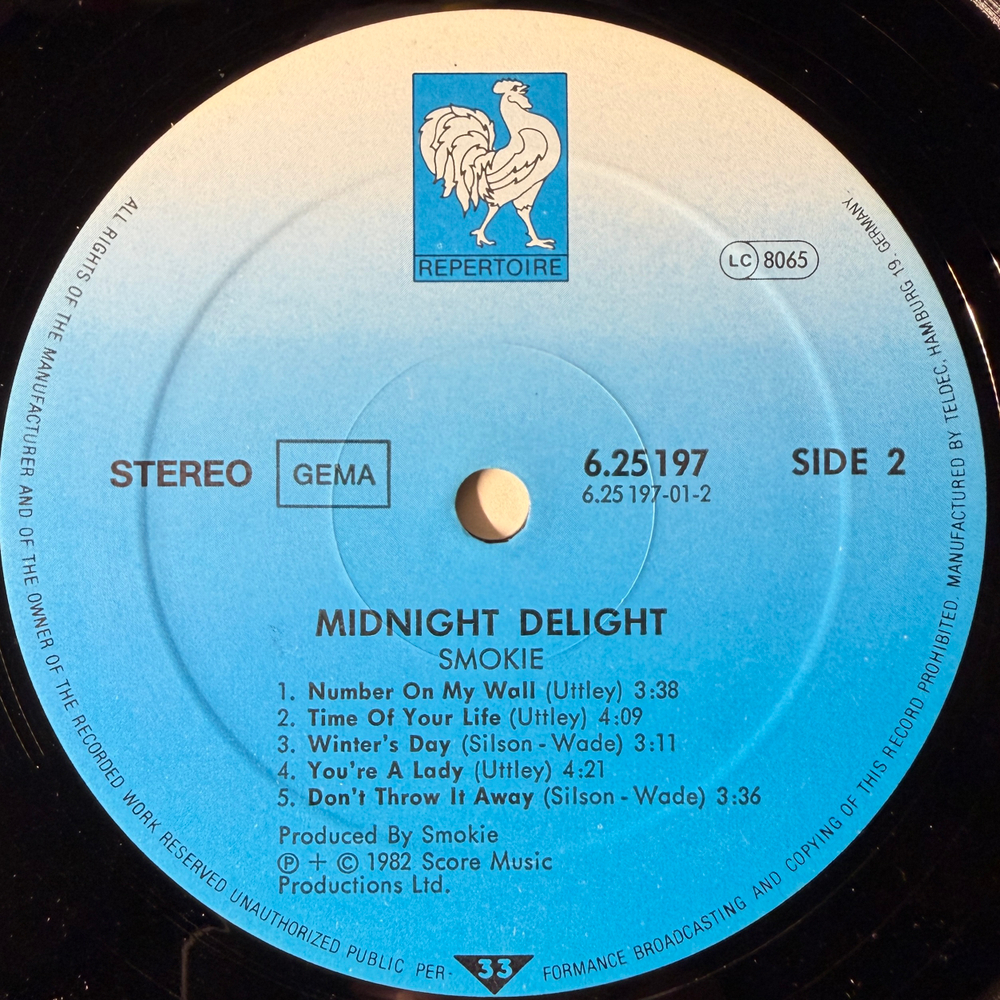 REPERTOIRE
LC 8065
STEREO GEMA 6.25197 SIDE 2
6.25 197-01-2
MIDNIGHT DELIGHT
SMOKIE
1. Number On My Wall (Uttley) 3:38
2. Time Of Your Life (Uttley) 4:09
3. Winter's Day (Silson - Wade) 3:11
4. You're A Lady (Uttley) 4:21
5. Don't Throw It Away (Silson - Wade) 3:36
Produced By Smokie
℗ + © 1982 Score Music
Productions Ltd.
ALL RIGHTS OF THE MANUFACTURER AND OF THE OWNER OF THE RECORDED WORK RESERVED UNAUTHORIZED PUBLIC PER- 33 FORMANCE BROADCASTING AND COPYING OF THIS RECORD PROHIBITED. MANUFACTURED BY TELDEC, HAMBURG 19. GERMANY